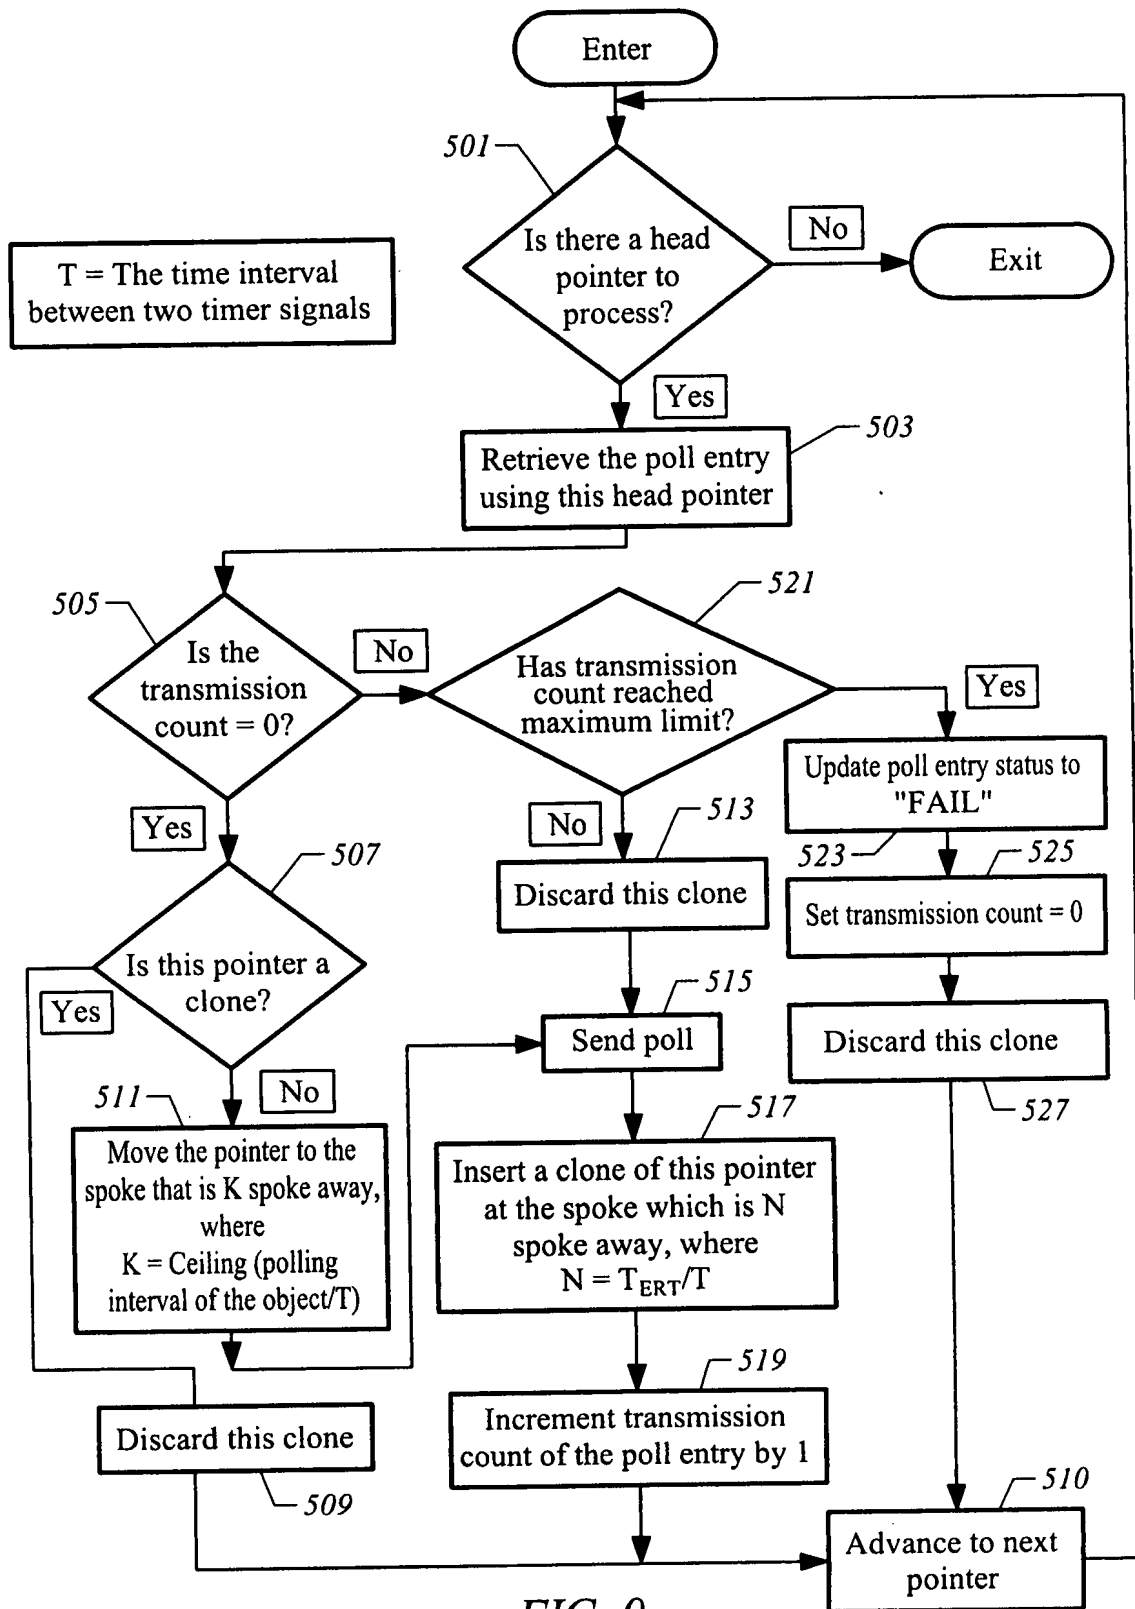 Enter
501
Is there a head
pointer to
process?
No
Exit
T = The time interval
between two timer signals
Yes
503
Retrieve the poll entry
using this head pointer
505
Is the
transmission
count = 0?
No
521
Has transmission
count reached
maximum limit?
Yes
Update poll entry status to
"FAIL"
523
525
Set transmission count = 0
Yes
No
513
Discard this clone
507
Is this pointer a
clone?
Yes
No
515
Send poll
Discard this clone
527
511
Move the pointer to the
spoke that is K spoke away,
where
K = Ceiling (polling
interval of the object/T)
517
Insert a clone of this pointer
at the spoke which is N
spoke away, where
N = T_ERT/T
519
Increment transmission
count of the poll entry by 1
Discard this clone
509
510
Advance to next
pointer
FIG.